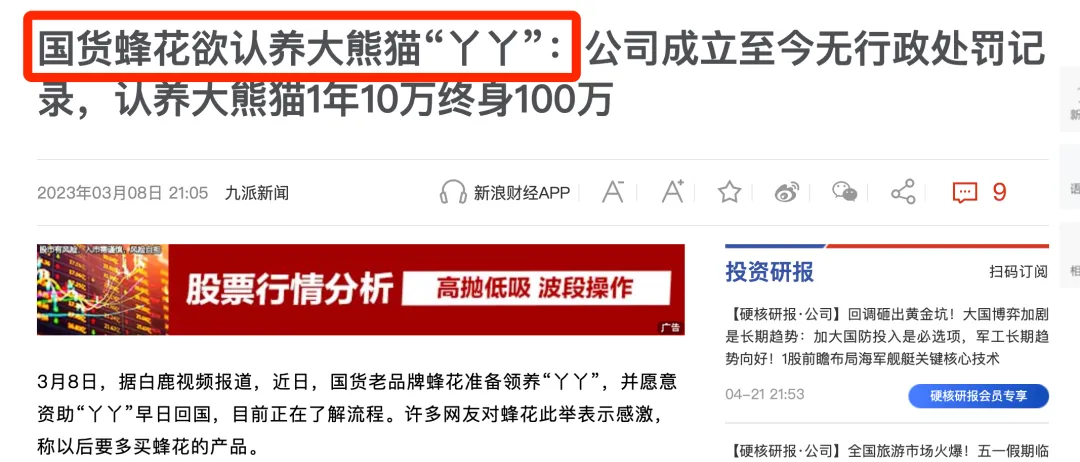 国货蜂花欲认养大熊猫“丫丫”：公司成立至今无行政处罚记
录，认养大熊猫1年10万终身100万
2023年03月08日 21:05 九派新闻
新浪财经APP
A-
A+
9
股市有风险，入市需谨慎
股票行情分析
高抛低吸 波段操作
广告
3月8日，据白鹿视频报道，近日，国货老品牌蜂花准备领养“丫丫”，并愿意
资助“丫丫”早日回国，目前正在了解流程。许多网友对蜂花此举表示感激，
称以后要多买蜂花的产品。
投资研报
扫码订阅
【硬核研报·公司】回调砸出黄金坑！大国博弈加剧
是长期趋势：加大国防投入是必选项，军工长期趋
势向好！1股前瞻布局海军舰艇关键核心技术
04-21 21:53
硬核研报会员专享
【硬核研报·公司】全国旅游市场火爆！五一假期临
新
语
相